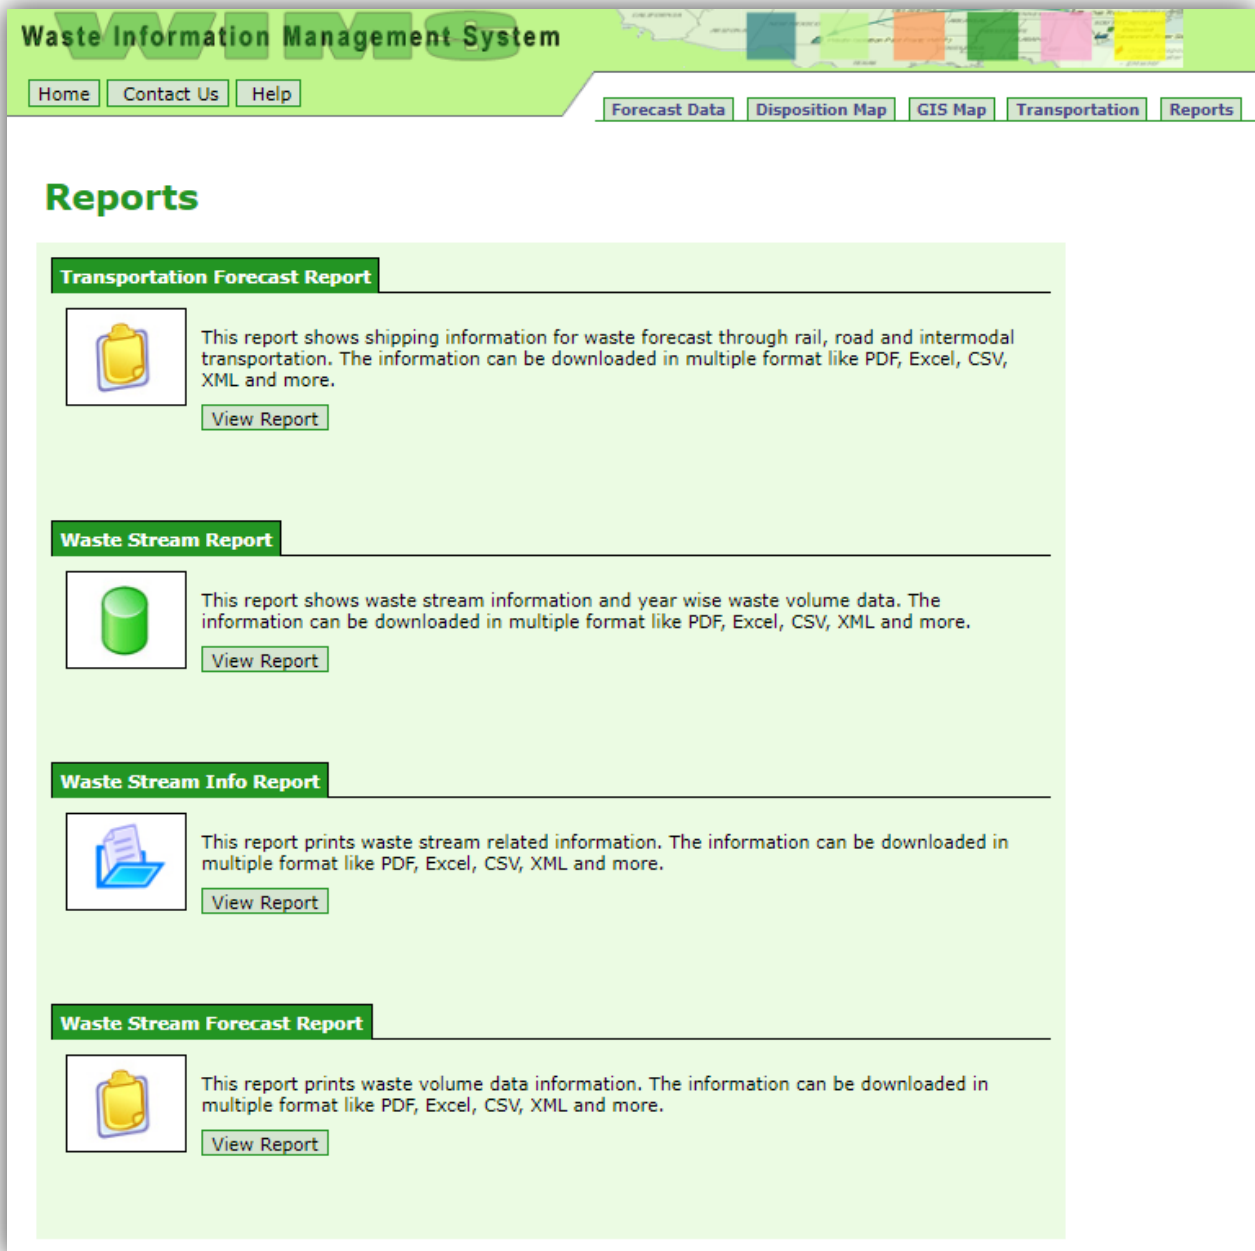 Waste Information Management System
WIMS
Home Contact Us Help
Forecast Data Disposition Map GIS Map Transportation Reports
Reports
Transportation Forecast Report
This report shows shipping information for waste forecast through rail, road and intermodal
transportation. The information can be downloaded in multiple format like PDF, Excel, CSV,
XML and more.
View Report
Waste Stream Report
This report shows waste stream information and year wise waste volume data. The
information can be downloaded in multiple format like PDF, Excel, CSV, XML and more.
View Report
Waste Stream Info Report
This report prints waste stream related information. The information can be downloaded in
multiple format like PDF, Excel, CSV, XML and more.
View Report
Waste Stream Forecast Report
This report prints waste volume data information. The information can be downloaded in
multiple format like PDF, Excel, CSV, XML and more.
View Report